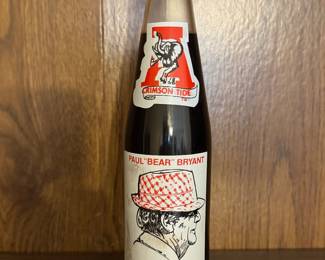 A
CRIMSON TIDE
PAUL "BEAR" BRYANT